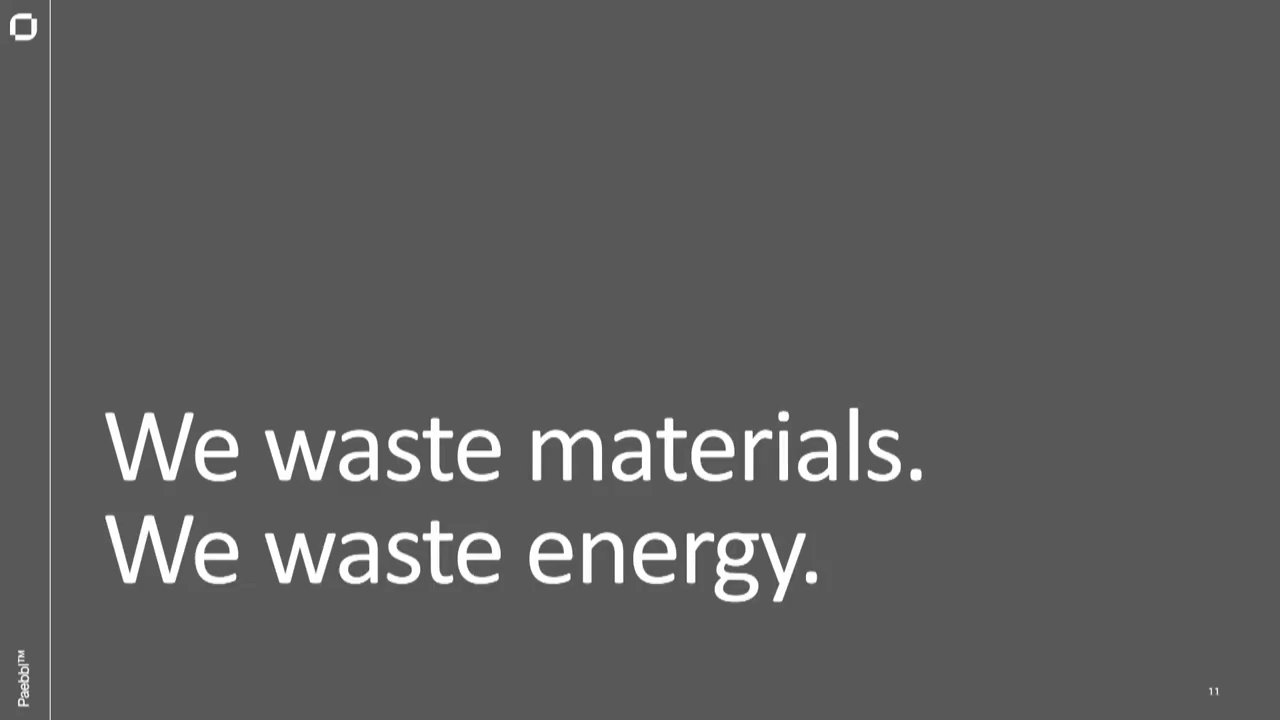 We waste materials.
We waste energy.
Paebbl™
11